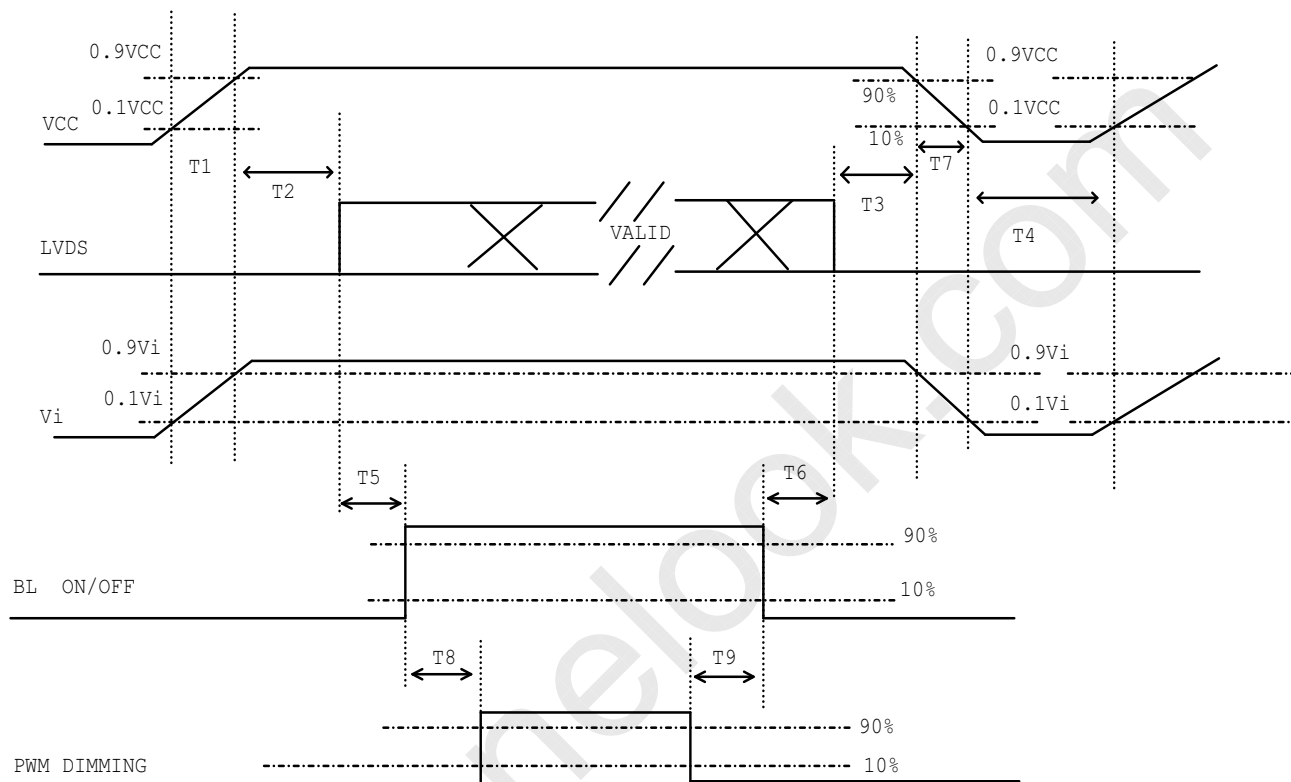 0.9VCC
0.9VCC
90%
0.1VCC
0.1VCC
VCC
10%
T1
T7
T2
T3
T4
LVDS
VALID
0.9Vi
0.9Vi
0.1Vi
0.1Vi
Vi
T5
T6
90%
BL ON/OFF
10%
T8
T9
90%
PWM DIMMING
10%
nelook.com